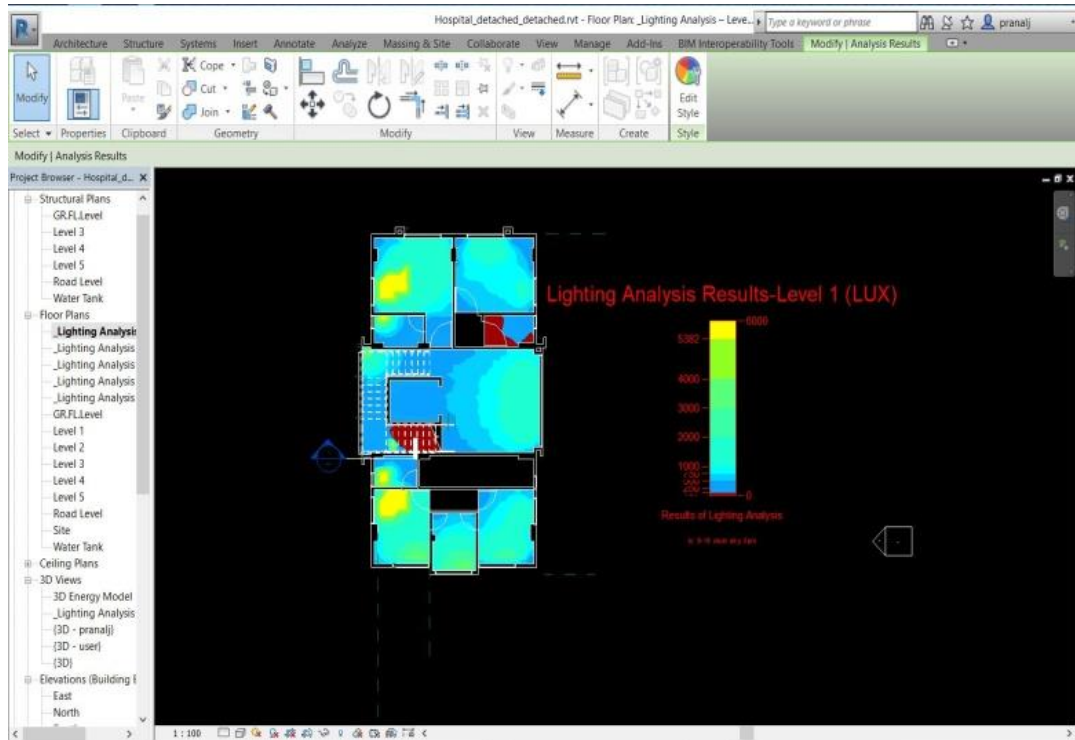 Hospital_detached_detached.rvt - Floor Plan: _Lighting Analysis – Leve...
Type a keyword or phrase
pranalj
Architecture Structure Systems Insert Annotate Analyze Massing & Site Collaborate View Manage Add-Ins BIM Interoperability Tools Modify | Analysis Results
Modify
Paste
Cope
Cut
Join
Edit Style
Select Properties Clipboard Geometry Modify View Measure Create Style
Modify | Analysis Results
Project Browser - Hospital_d...
Structural Plans
GR.FL.Level
Level 3
Level 4
Level 5
Road Level
Water Tank
Floor Plans
_Lighting Analysis
_Lighting Analysis
_Lighting Analysis
_Lighting Analysis
_Lighting Analysis
GR.FL.Level
Level 1
Level 2
Level 3
Level 4
Level 5
Road Level
Site
Water Tank
Ceiling Plans
3D Views
3D Energy Model
_Lighting Analysis
{3D - pranalj}
{3D - user}
{3D}
Elevations (Building E
East
North
Lighting Analysis Results-Level 1 (LUX)
6000
5382
4000
3000
2000
1000
0
Results of Lighting Analysis
1 : 100